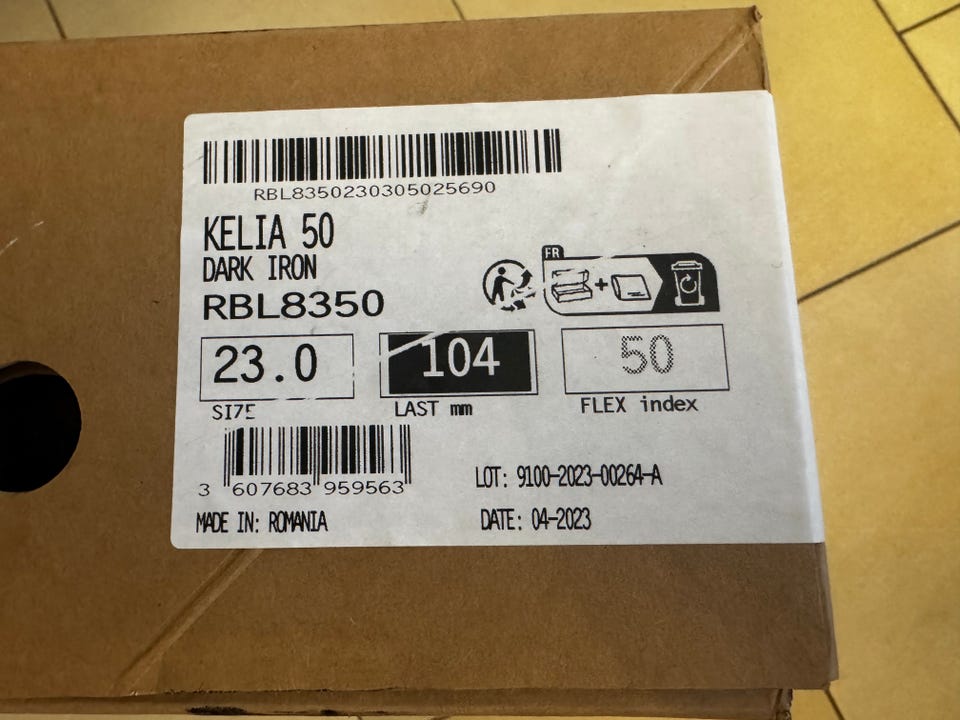 RBL8350230305025690
KELIA 50
DARK IRON
RBL8350
FR
23.0
104
50
SIZE
LAST mm
FLEX index
3 607683 959563
LOT: 9100-2023-00264-A
MADE IN: ROMANIA
DATE: 04-2023